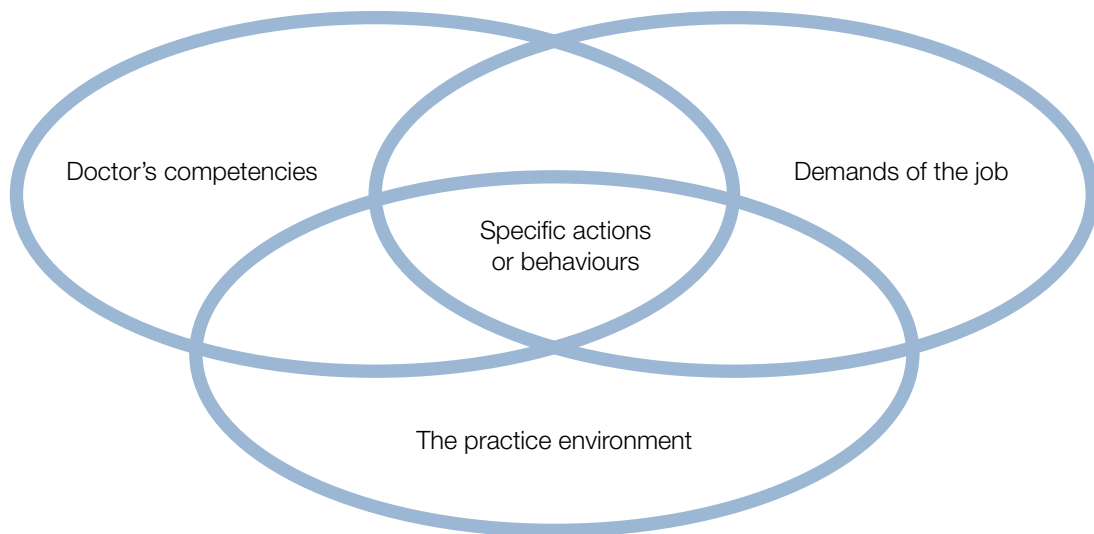 Doctor’s competencies
Demands of the job
Specific actions
or behaviours
The practice environment